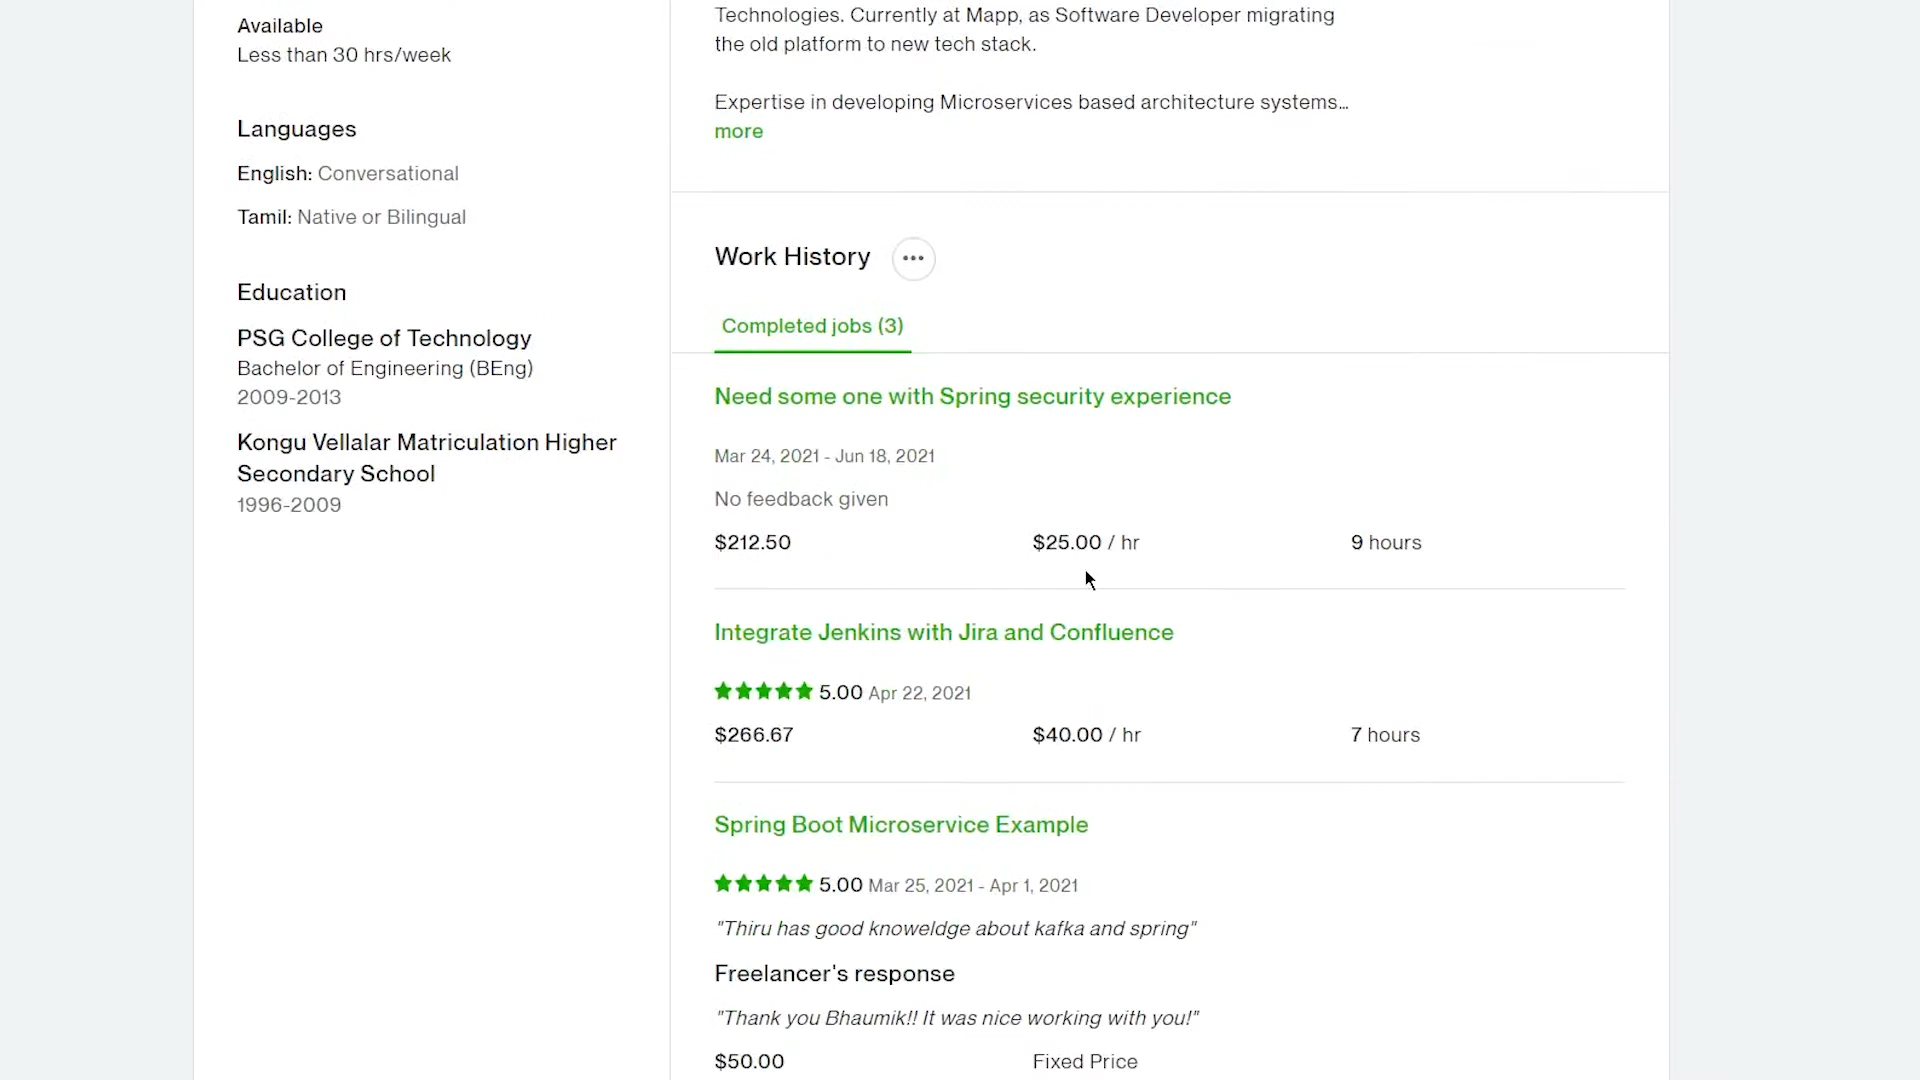 Available
Less than 30 hrs/week
Languages
English: Conversational
Tamil: Native or Bilingual
Education
PSG College of Technology
Bachelor of Engineering (BEng)
2009-2013
Kongu Vellalar Matriculation Higher
Secondary School
1996-2009
Technologies. Currently at Mapp, as Software Developer migrating
the old platform to new tech stack.
Expertise in developing Microservices based architecture systems…
more
Work History
Completed jobs (3)
Need some one with Spring security experience
Mar 24, 2021 - Jun 18, 2021
No feedback given
$212.50 $25.00 / hr 9 hours
Integrate Jenkins with Jira and Confluence
5.00 Apr 22, 2021
$266.67 $40.00 / hr 7 hours
Spring Boot Microservice Example
5.00 Mar 25, 2021 - Apr 1, 2021
"Thiru has good knoweldge about kafka and spring"
Freelancer's response
"Thank you Bhaumik!! It was nice working with you!"
$50.00 Fixed Price